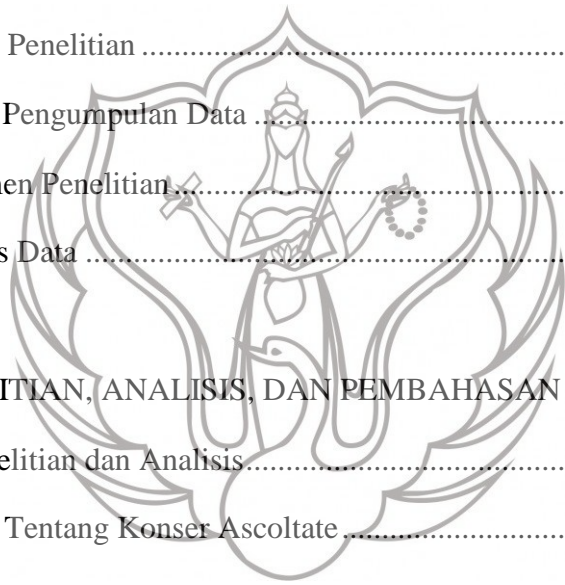 Penelitian ..........................................................
Pengumpulan Data ..........................................
en Penelitian ......................................................
s Data ................................................................
ITIAN, ANALISIS, DAN PEMBAHASAN
elitian dan Analisis ...........................................
Tentang Konser Ascoltate ..............................